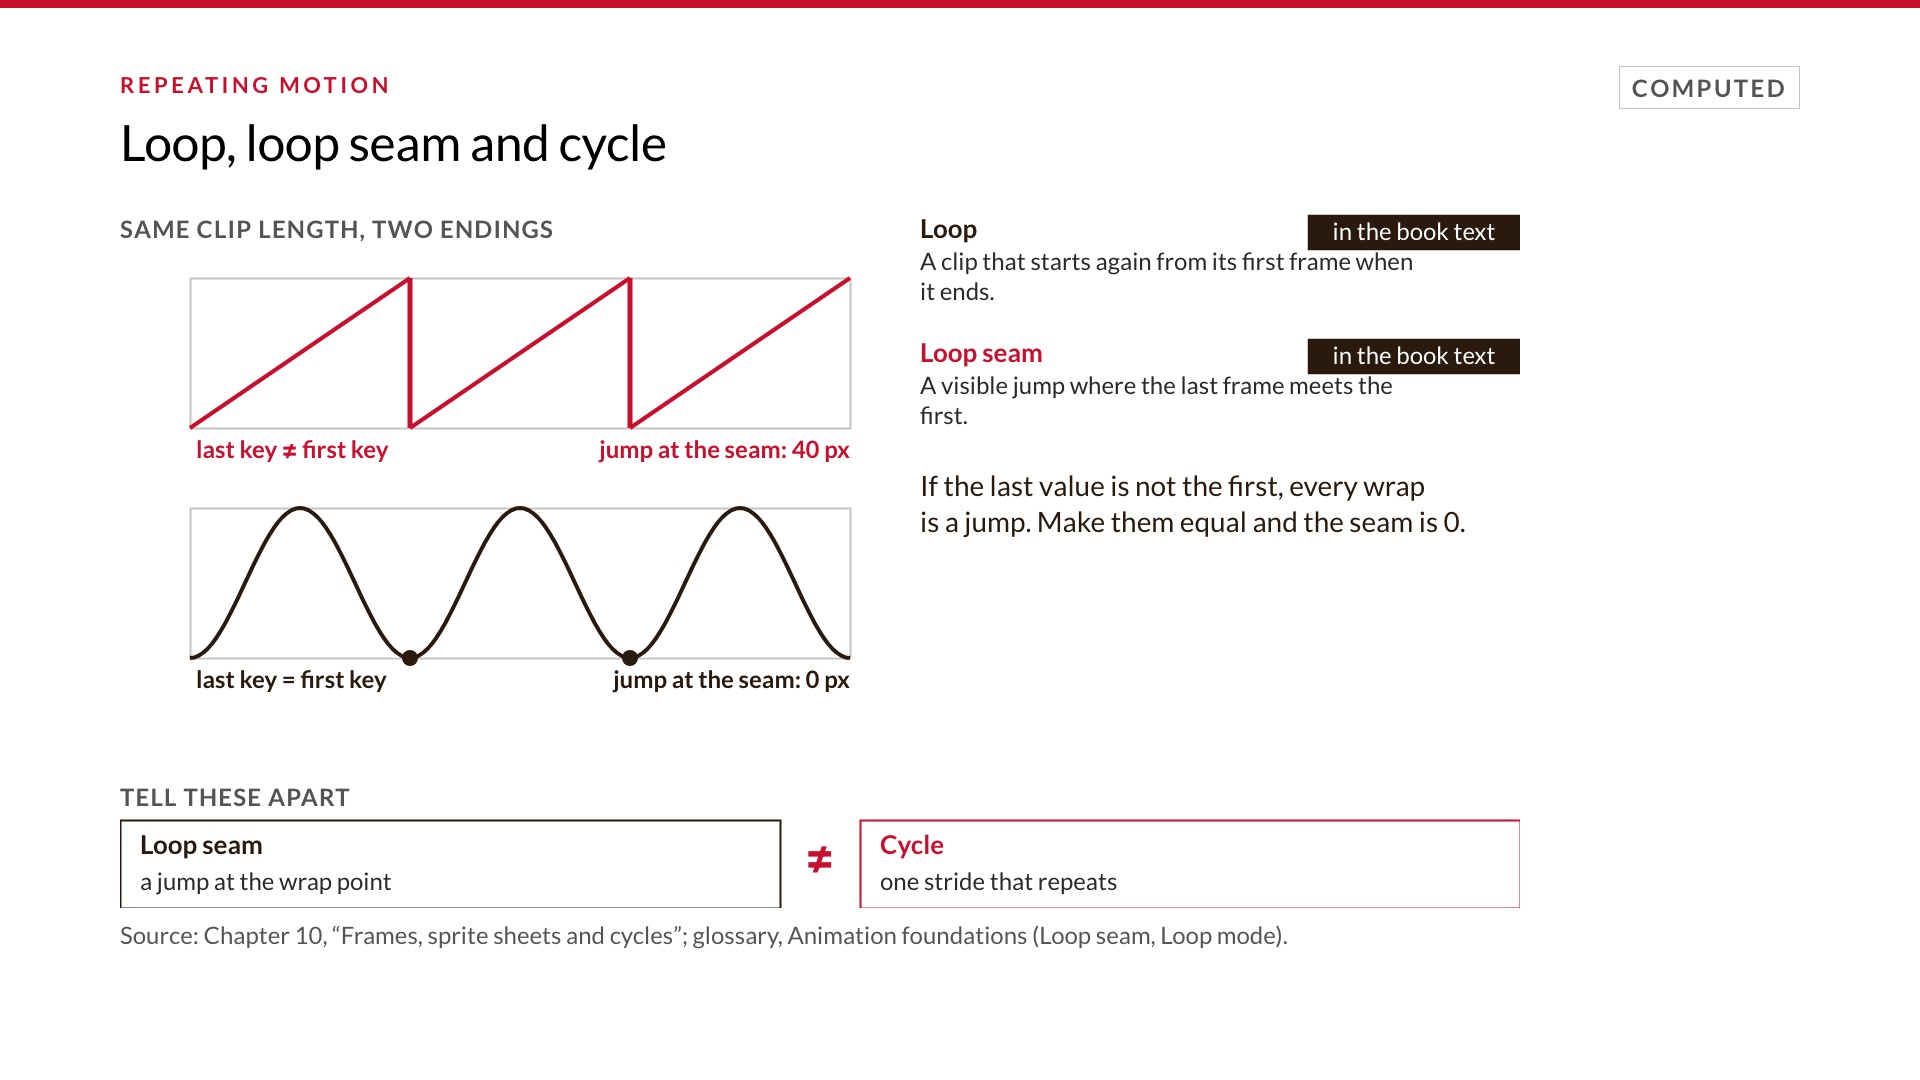 REPEATING MOTION
COMPUTED
Loop, loop seam and cycle
SAME CLIP LENGTH, TWO ENDINGS
last key ≠ first key
jump at the seam: 40 px
last key = first key
jump at the seam: 0 px
Loop
in the book text
A clip that starts again from its first frame when
it ends.
Loop seam
in the book text
A visible jump where the last frame meets the
first.
If the last value is not the first, every wrap
is a jump. Make them equal and the seam is 0.
TELL THESE APART
Loop seam
a jump at the wrap point
≠
Cycle
one stride that repeats
Source: Chapter 10, “Frames, sprite sheets and cycles”; glossary, Animation foundations (Loop seam, Loop mode).